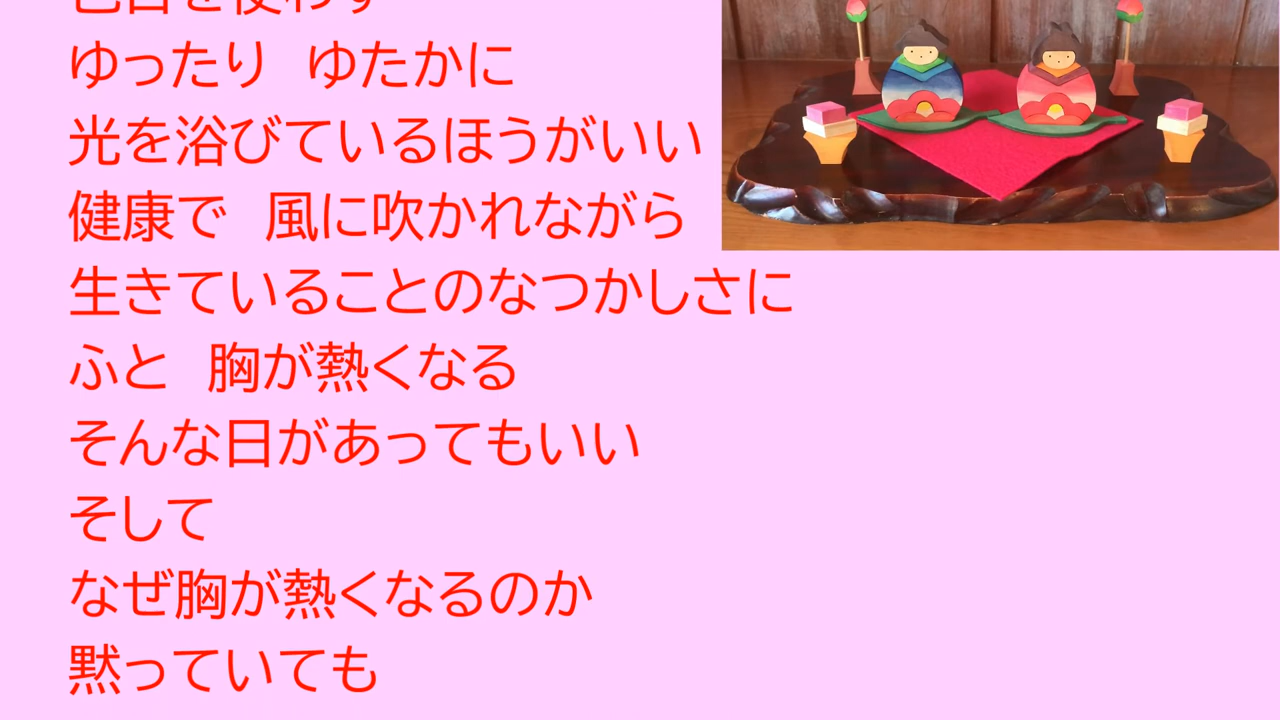 ゆったり ゆたかに
光を浴びているほうがいい
健康で 風に吹かれながら
生きていることのなつかしさに
ふと 胸が熱くなる
そんな日があってもいい
そして
なぜ胸が熱くなるのか
黙っていても